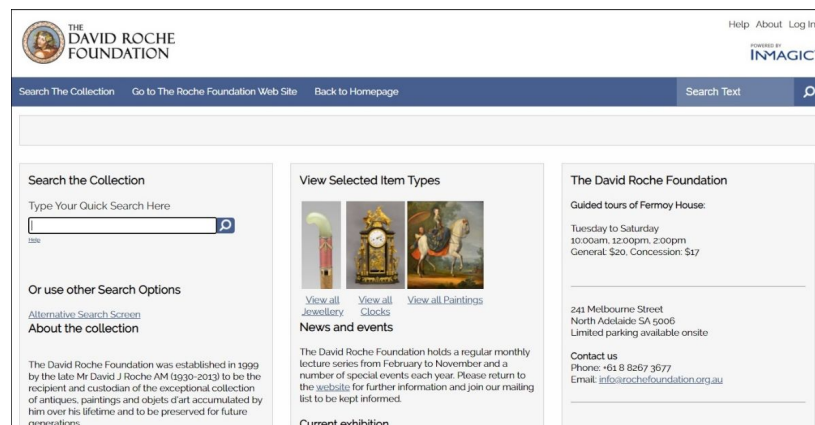 THE
DAVID ROCHE
FOUNDATION
Help About Log In
POWERED BY
INMAGIC
Search The Collection Go to The Roche Foundation Web Site Back to Homepage Search Text
Search the Collection
Type Your Quick Search Here
Help
Or use other Search Options
Alternative Search Screen
About the collection
The David Roche Foundation was established in 1999
by the late Mr David J Roche AM (1930-2013) to be the
recipient and custodian of the exceptional collection
of antiques, paintings and objets d'art accumulated by
him over his lifetime and to be preserved for future
generations
View Selected Item Types
View all Jewellery
View all Clocks
View all Paintings
News and events
The David Roche Foundation holds a regular monthly
lecture series from February to November and a
number of special events each year. Please return to
the website for further information and join our mailing
list to be kept informed.
Current exhibition
The David Roche Foundation
Guided tours of Fermoy House:
Tuesday to Saturday
10:00am, 12:00pm, 2:00pm
General: $20, Concession: $17
241 Melbourne Street
North Adelaide SA 5006
Limited parking available onsite
Contact us
Phone: +61 8 8267 3677
Email: info@rochefoundation.org.au